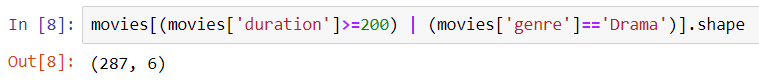 In [8]: movies[(movies['duration']>=200) | (movies['genre']=='Drama')].shape
Out[8]: (287, 6)